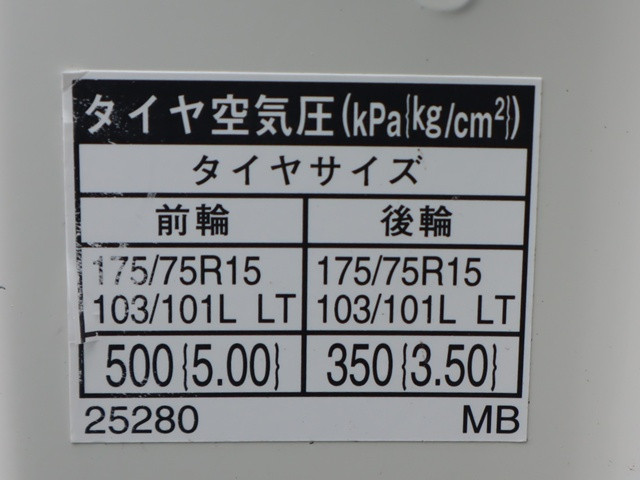 タイヤ空気圧(kPa{kg/cm²})
タイヤサイズ
前輪 後輪
175/75R15 175/75R15
103/101L LT 103/101L LT
500{5.00} 350{3.50}
25280 MB